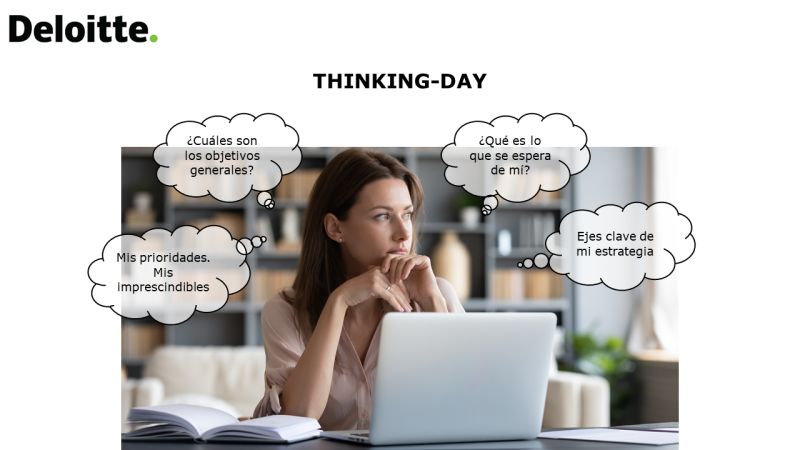 Deloitte.
THINKING-DAY
¿Cuáles son
los objetivos
generales?
¿Qué es lo
que se espera
de mí?
Mis prioridades.
Mis
imprescindibles
Ejes clave de
mi estrategia